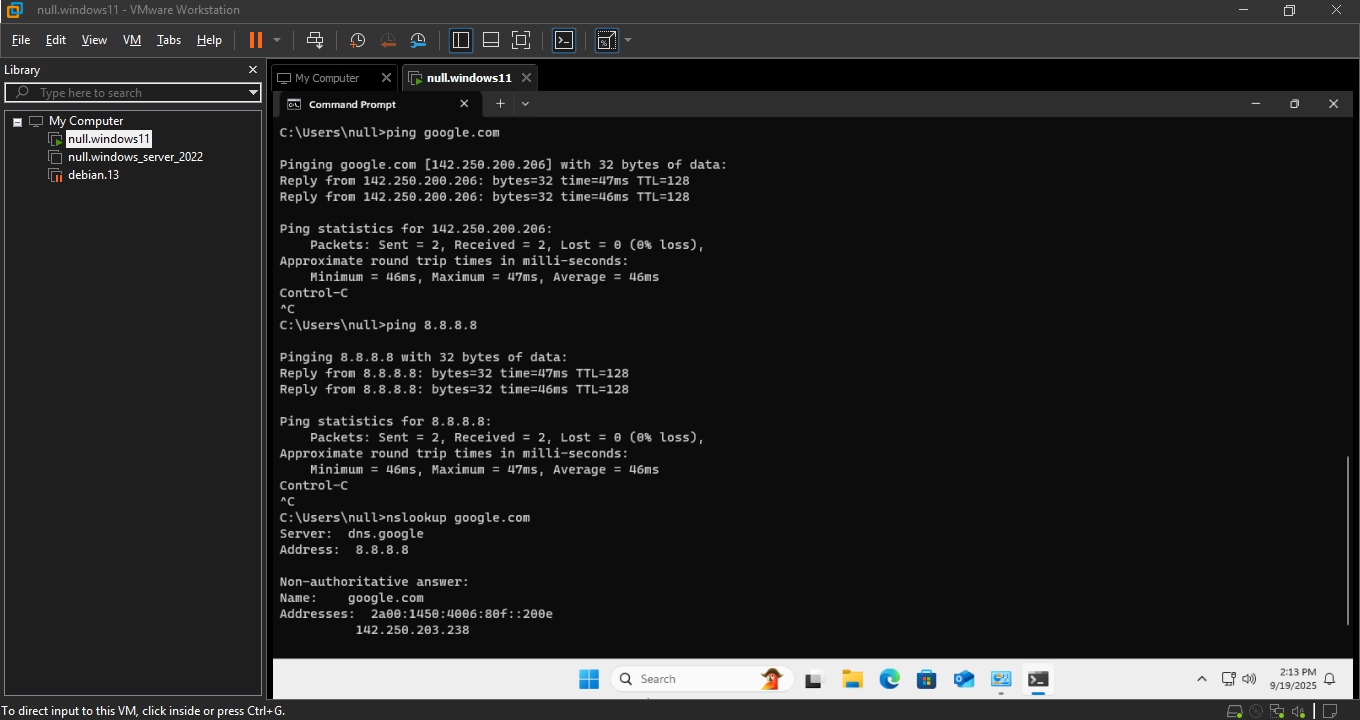 null.windows11 - VMware Workstation
File Edit View VM Tabs Help
Library
Type here to search
My Computer
null.windows11
null.windows_server_2022
debian.13
My Computer
null.windows11
Command Prompt
C:\Users\null>ping google.com
Pinging google.com [142.250.200.206] with 32 bytes of data:
Reply from 142.250.200.206: bytes=32 time=47ms TTL=128
Reply from 142.250.200.206: bytes=32 time=46ms TTL=128
Ping statistics for 142.250.200.206:
Packets: Sent = 2, Received = 2, Lost = 0 (0% loss),
Approximate round trip times in milli-seconds:
Minimum = 46ms, Maximum = 47ms, Average = 46ms
Control-C
^C
C:\Users\null>ping 8.8.8.8
Pinging 8.8.8.8 with 32 bytes of data:
Reply from 8.8.8.8: bytes=32 time=47ms TTL=128
Reply from 8.8.8.8: bytes=32 time=46ms TTL=128
Ping statistics for 8.8.8.8:
Packets: Sent = 2, Received = 2, Lost = 0 (0% loss),
Approximate round trip times in milli-seconds:
Minimum = 46ms, Maximum = 47ms, Average = 46ms
Control-C
^C
C:\Users\null>nslookup google.com
Server: dns.google
Address: 8.8.8.8
Non-authoritative answer:
Name: google.com
Addresses: 2a00:1450:4006:80f::200e
142.250.203.238
Search
2:13 PM
9/19/2025
To direct input to this VM, click inside or press Ctrl+G.